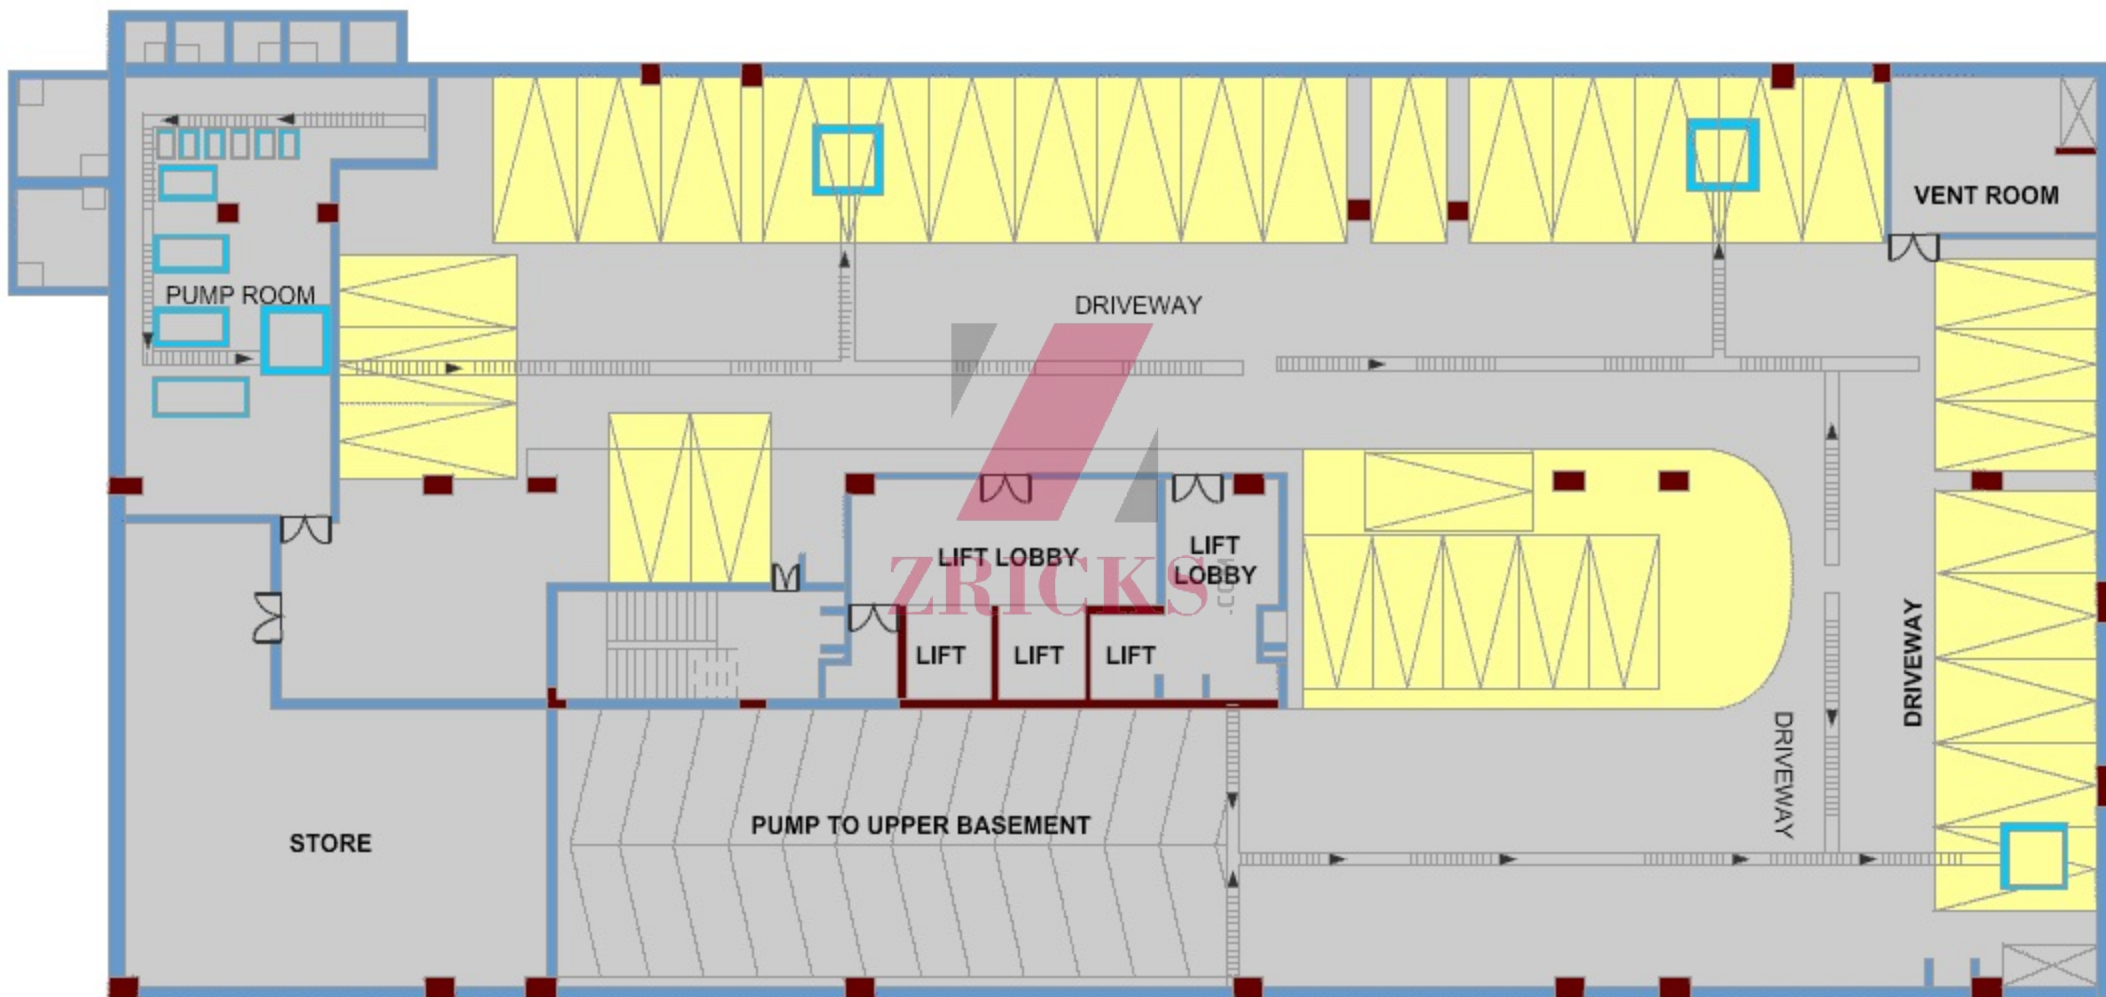 VENT ROOM
PUMP ROOM
DRIVEWAY
LIFT LOBBY
LIFT
LOBBY
ZRICKS
.COM
LIFT
LIFT
LIFT
DRIVEWAY
DRIVEWAY
PUMP TO UPPER BASEMENT
STORE